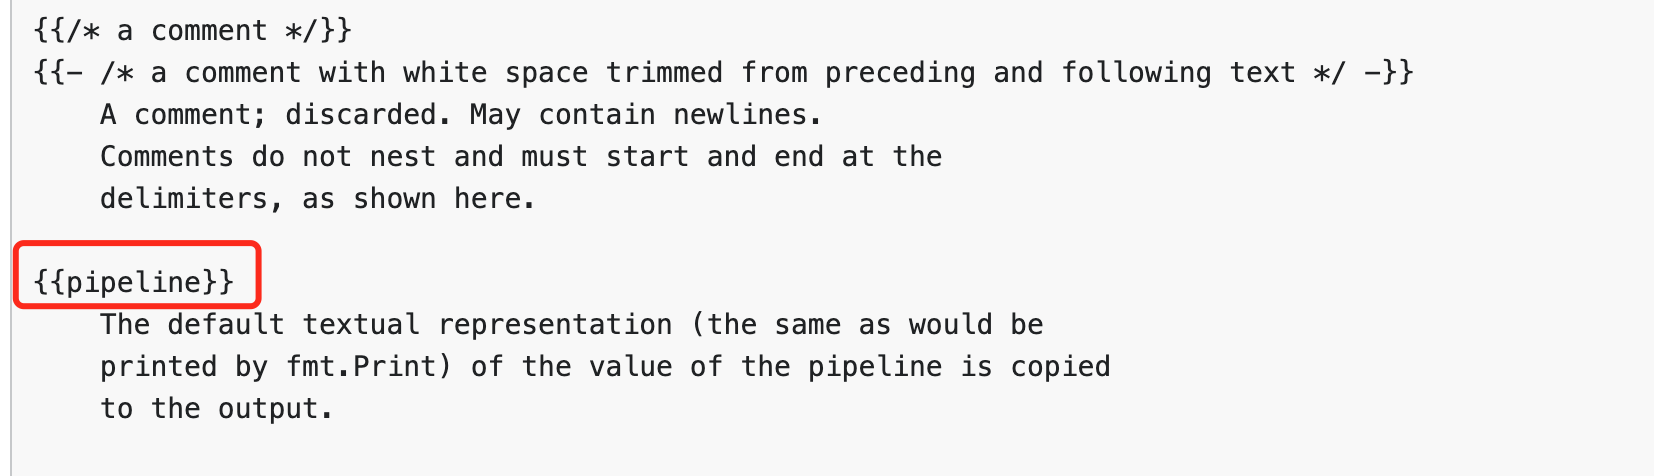 {{/* a comment */}}
{{- /* a comment with white space trimmed from preceding and following text */ -}}
A comment; discarded. May contain newlines.
Comments do not nest and must start and end at the
delimiters, as shown here.
{{pipeline}}
The default textual representation (the same as would be
printed by fmt.Print) of the value of the pipeline is copied
to the output.